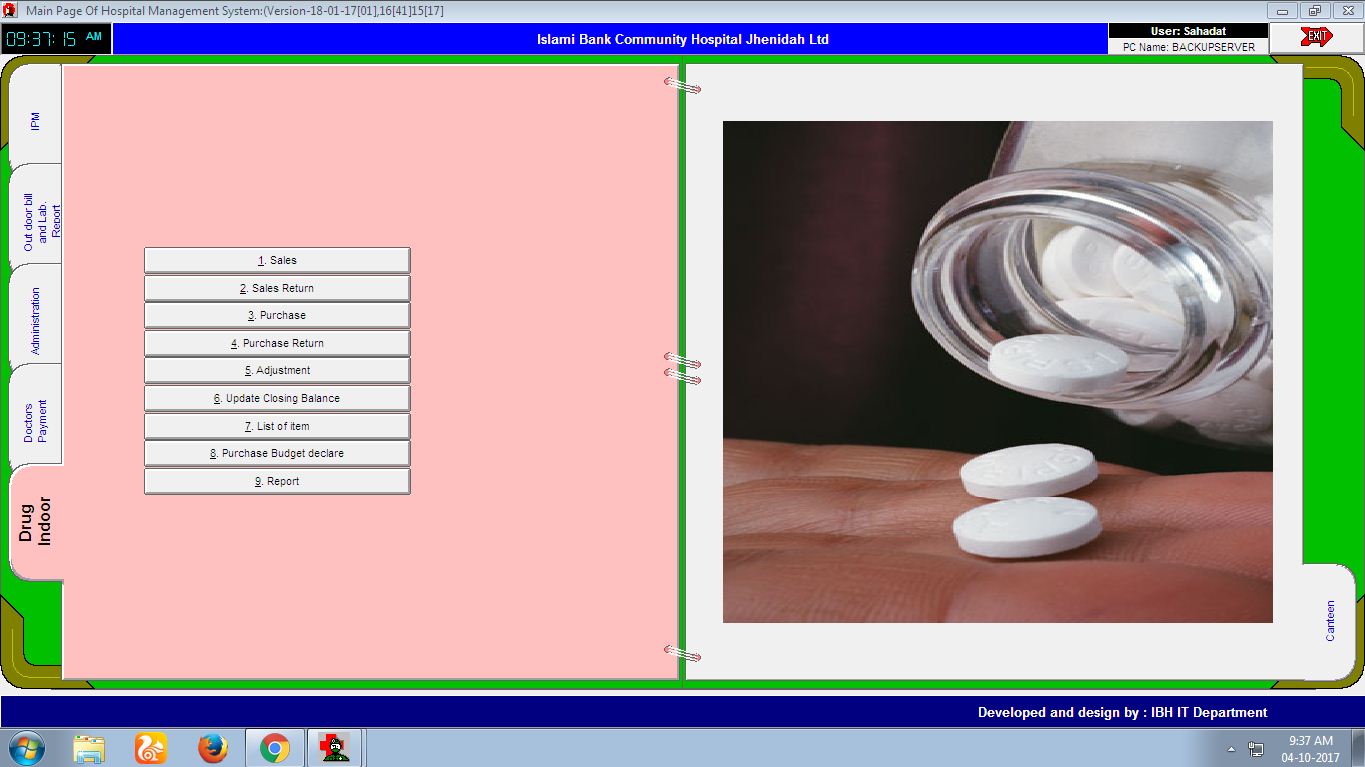 Main Page Of Hospital Management System:(Version-18-01-17[01],16[41]15[17]
09:37:15 AM
Islami Bank Community Hospital Jhenidah Ltd
User: Sahadat
PC Name: BACKUPSERVER
EXIT
IPM
Out door bill
and Lab.
Report
Administration
Doctors
Payment
Drug
Indoor
1. Sales
2. Sales Return
3. Purchase
4. Purchase Return
5. Adjustment
6. Update Closing Balance
7. List of item
8. Purchase Budget declare
9. Report
Canteen
Developed and design by : IBH IT Department
9:37 AM
04-10-2017